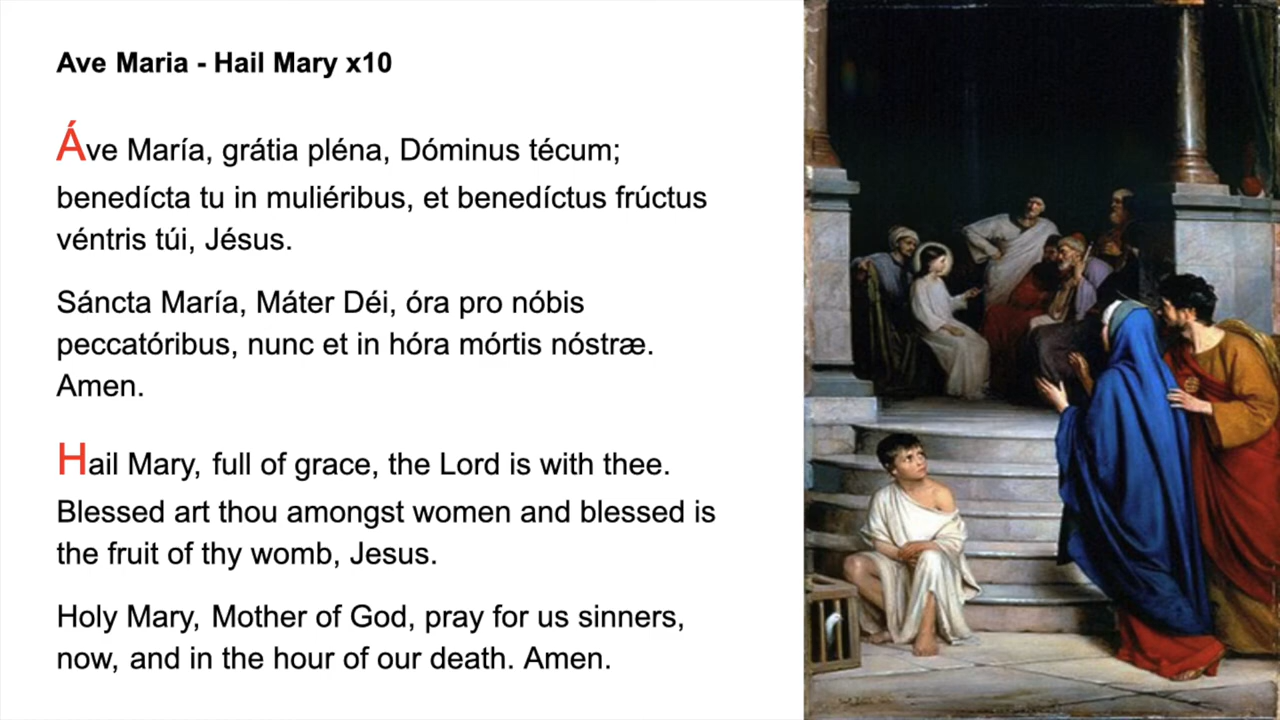 Ave Maria - Hail Mary x10
Áve María, grátia pléna, Dóminus técum;
benedícta tu in muliéribus, et benedíctus frúctus
véntris túi, Jésus.
Sáncta María, Máter Déi, óra pro nóbis
peccatóribus, nunc et in hóra mórtis nóstræ.
Amen.
Hail Mary, full of grace, the Lord is with thee.
Blessed art thou amongst women and blessed is
the fruit of thy womb, Jesus.
Holy Mary, Mother of God, pray for us sinners,
now, and in the hour of our death. Amen.